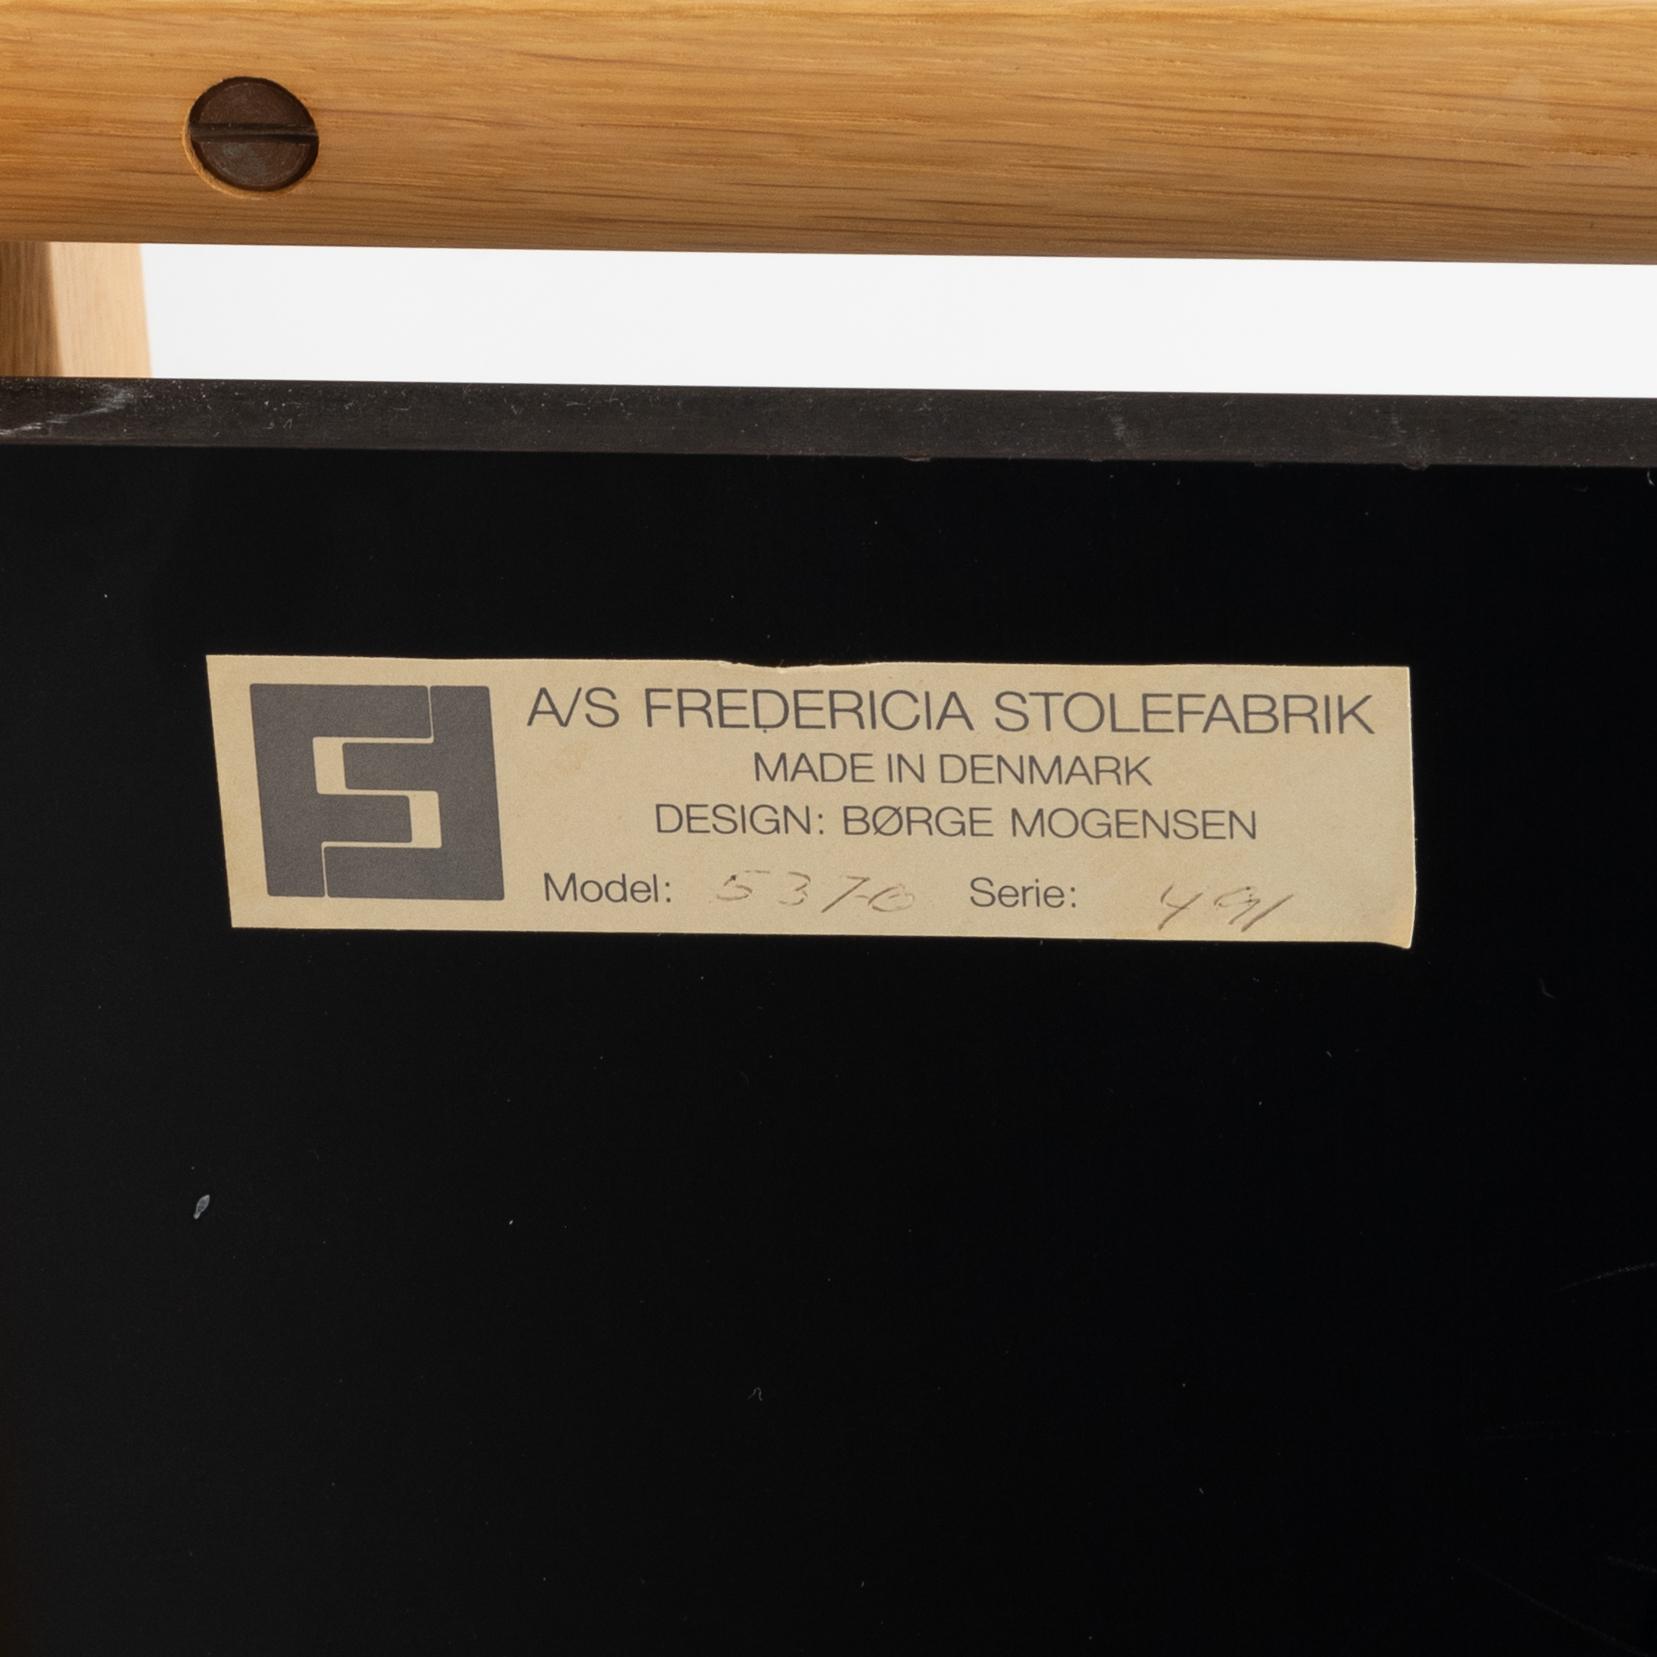 A/S FREDERICIA STOLEFABRIK
MADE IN DENMARK
DESIGN: BØRGE MOGENSEN
Model: 5370 Serie: 491